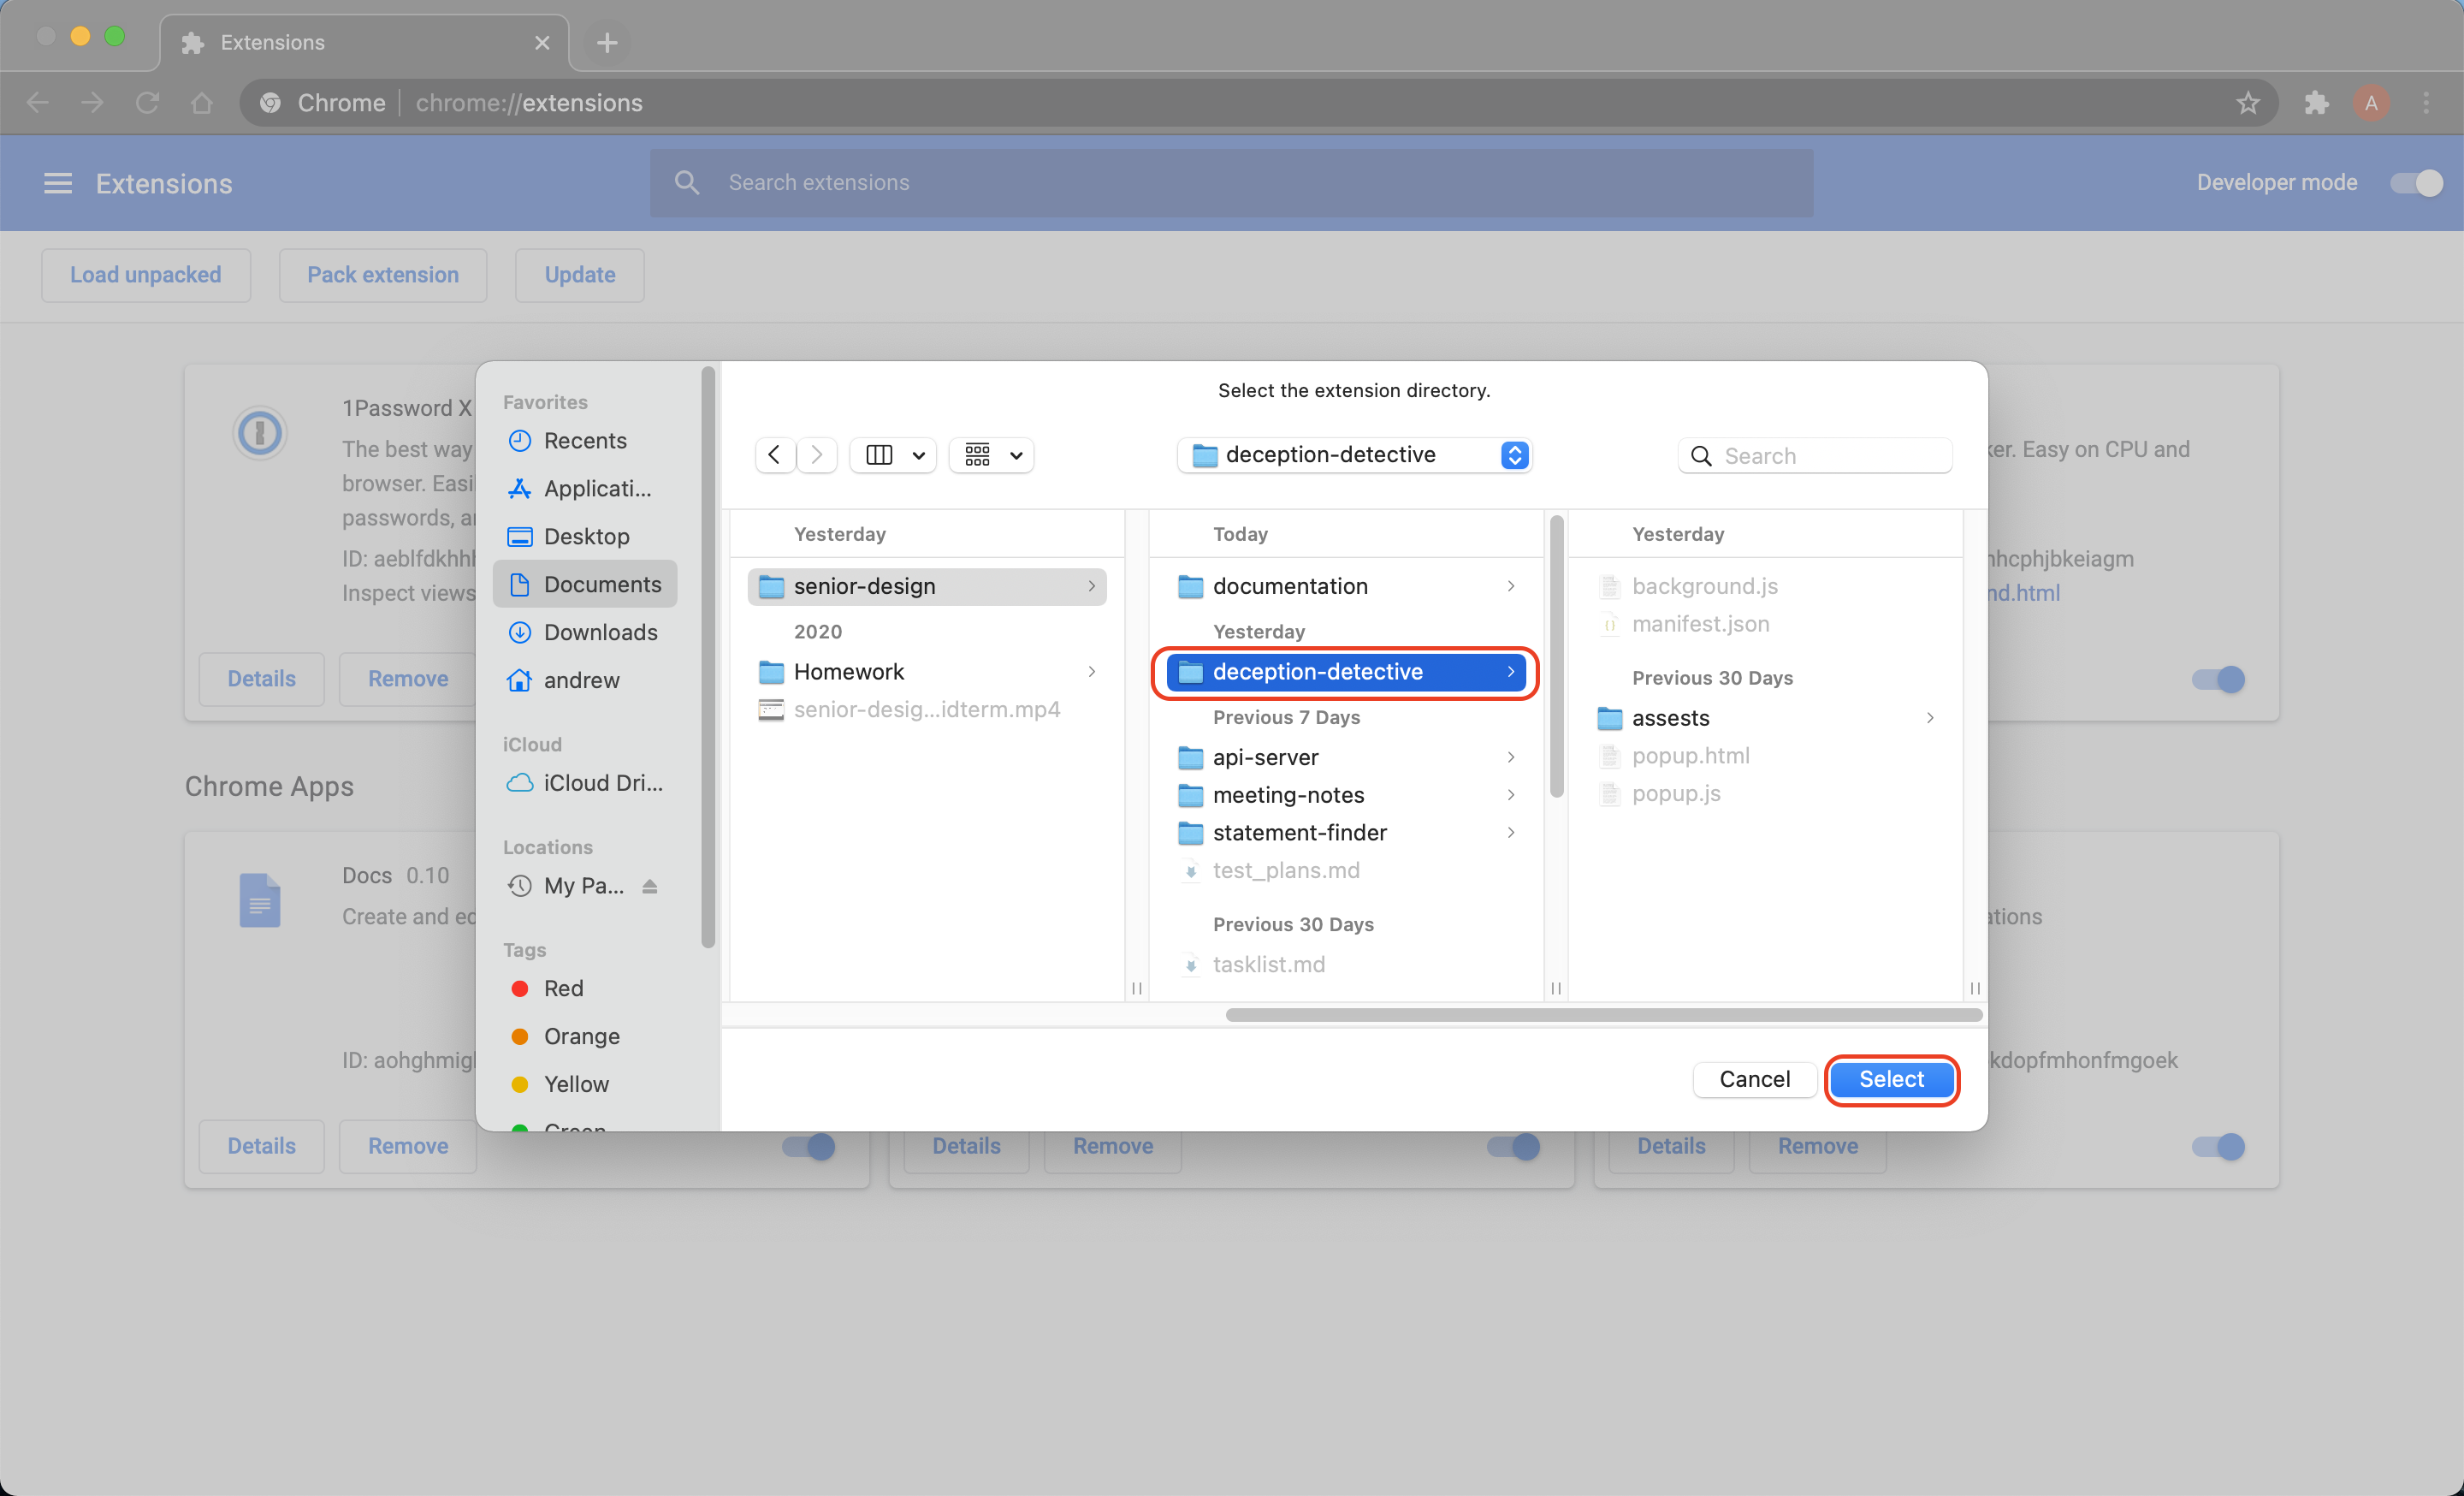 Extensions
Chrome chrome://extensions
A
Extensions
Search extensions
Developer mode
Load unpacked
Pack extension
Update
1Password X
The best way
browser. Easi
passwords, a
ID: aeblfdkhh
Inspect views
Details
Remove
ker. Easy on CPU and
hcphjbkeiagm
nd.html
Chrome Apps
Docs 0.10
Create and ed
ID: aohghmigh
Details
Remove
Details
Remove
ations
kdopfmhonfmgoek
Details
Remove
Favorites
Recents
Applicati...
Desktop
Documents
Downloads
andrew
iCloud
iCloud Dri...
Locations
My Pa...
Tags
Red
Orange
Yellow
Green
Select the extension directory.
deception-detective
Search
Yesterday
senior-design
2020
Homework
senior-desig...idterm.mp4
Today
documentation
Yesterday
deception-detective
Previous 7 Days
api-server
meeting-notes
statement-finder
test_plans.md
Previous 30 Days
tasklist.md
Yesterday
background.js
manifest.json
Previous 30 Days
assests
popup.html
popup.js
Cancel
Select